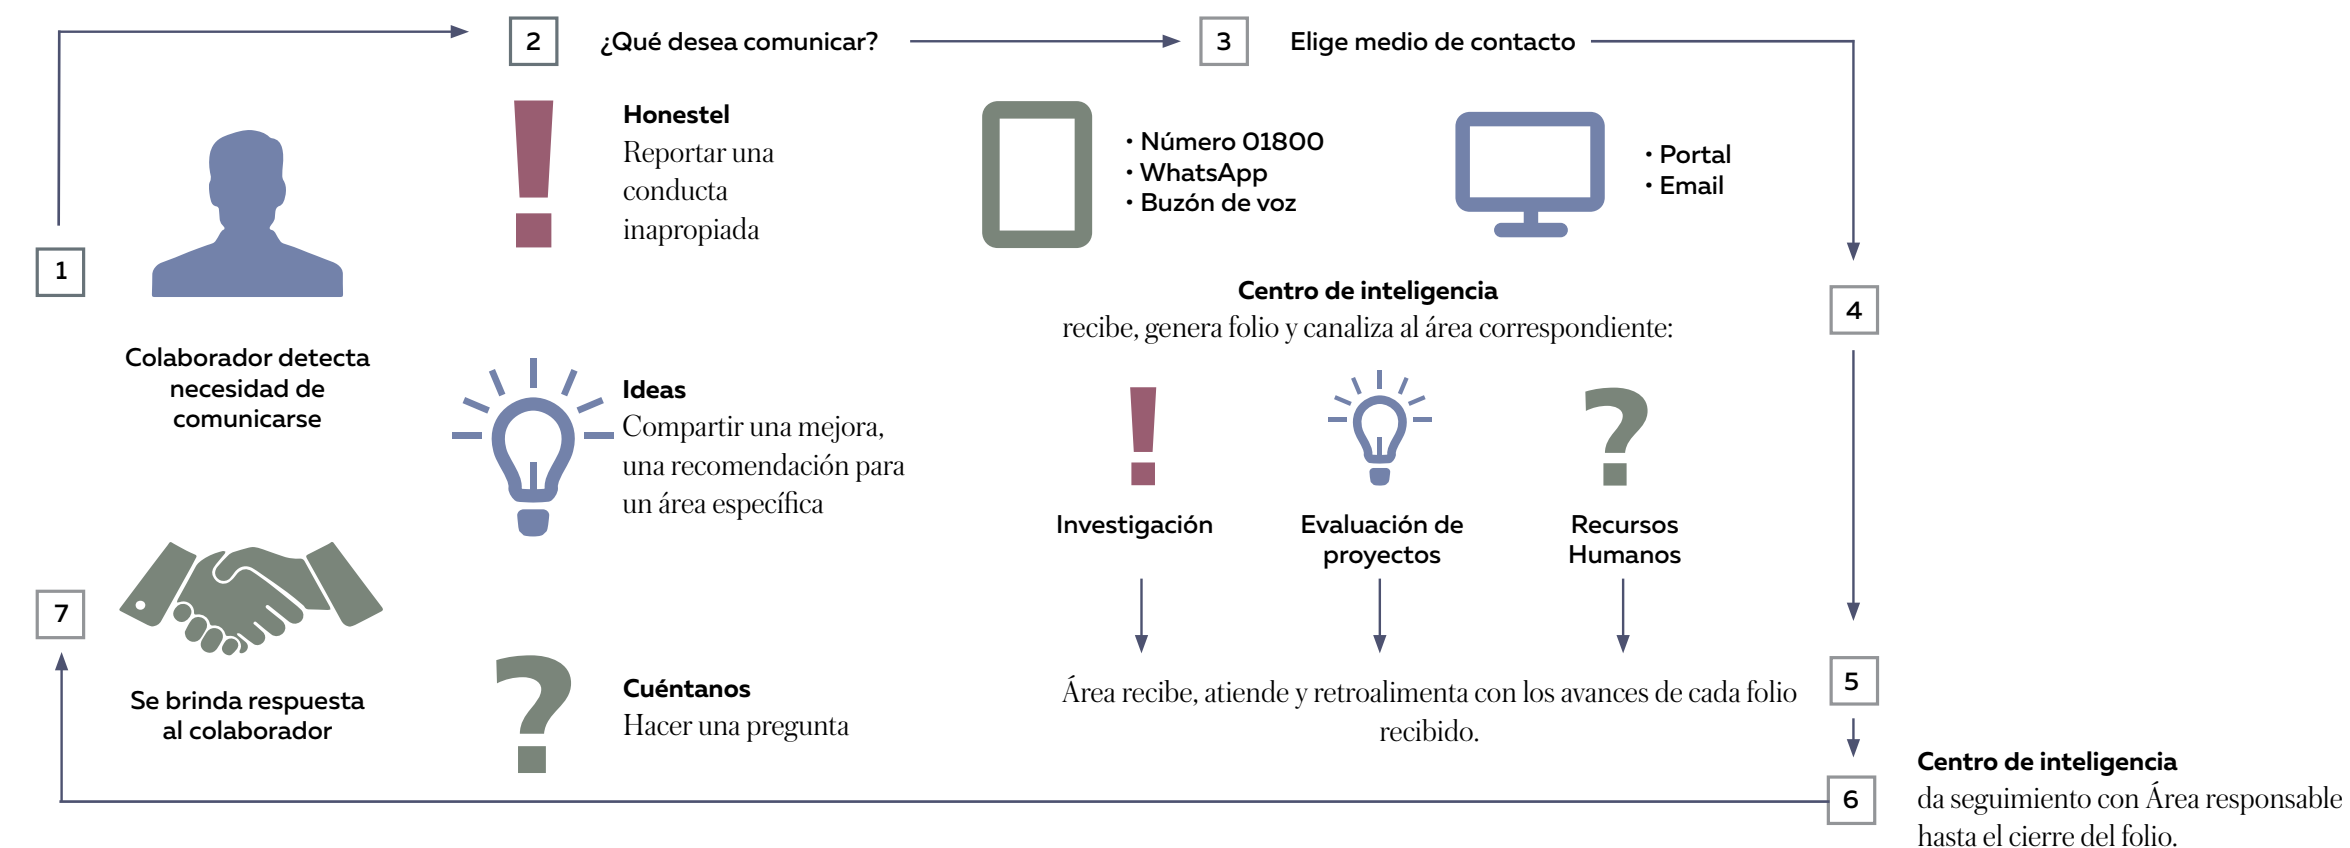 1
Colaborador detecta
necesidad de
comunicarse
2
¿Qué desea comunicar?
Honestel
Reportar una
conducta
inapropiada
Ideas
Compartir una mejora,
una recomendación para
un área específica
Cuéntanos
Hacer una pregunta
3
Elige medio de contacto
• Número 01800
• WhatsApp
• Buzón de voz
• Portal
• Email
4
Centro de inteligencia
recibe, genera folio y canaliza al área correspondiente:
Investigación
Evaluación de
proyectos
Recursos
Humanos
5
Área recibe, atiende y retroalimenta con los avances de cada folio
recibido.
6
Centro de inteligencia
da seguimiento con Área responsable
hasta el cierre del folio.
7
Se brinda respuesta
al colaborador